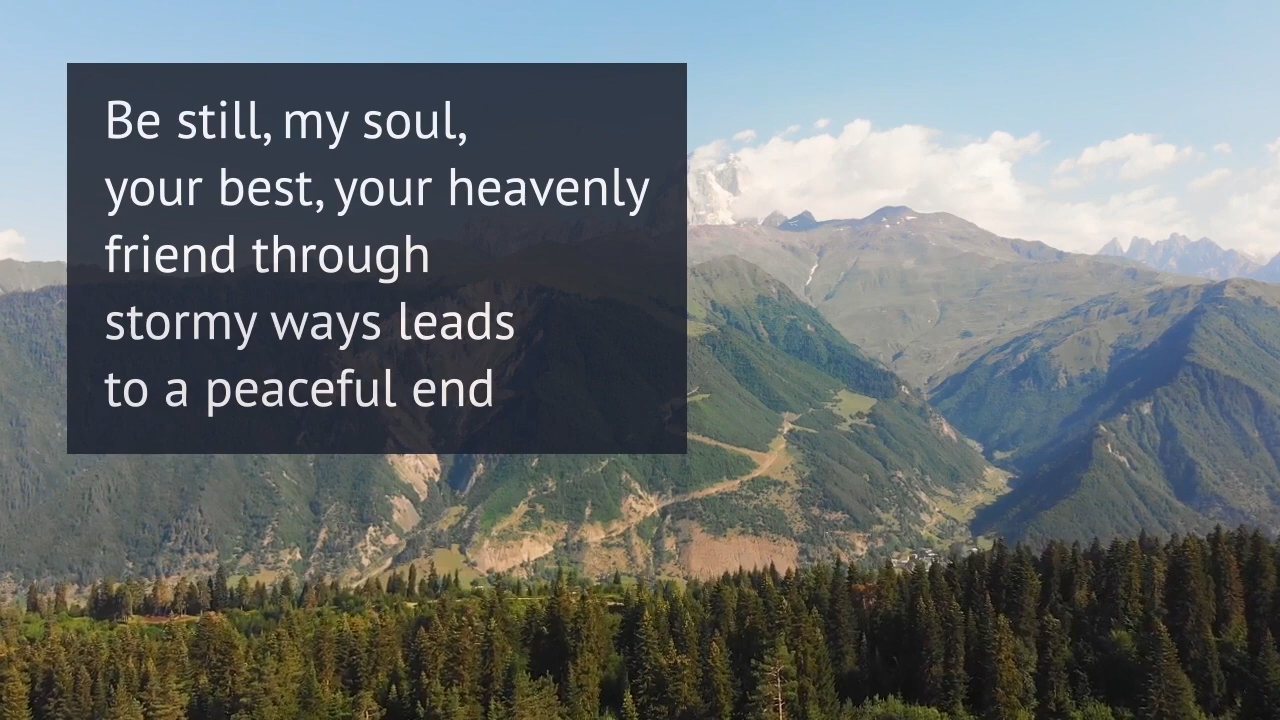 Be still, my soul,
your best, your heavenly
friend through
stormy ways leads
to a peaceful end